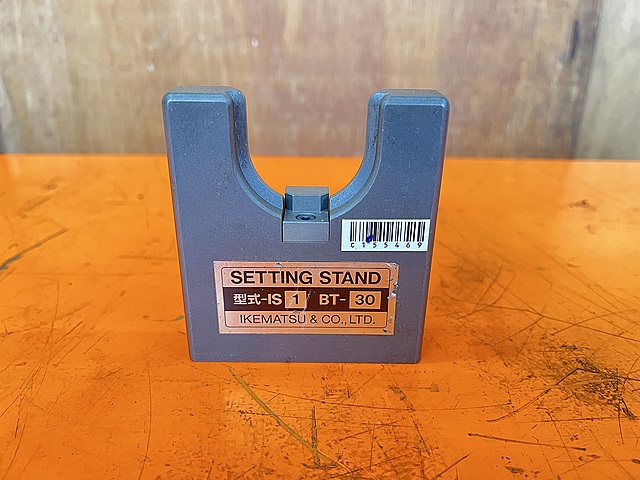 C155469
SETTING STAND
型式-IS 1 BT- 30
IKEMATSU & CO., LTD.